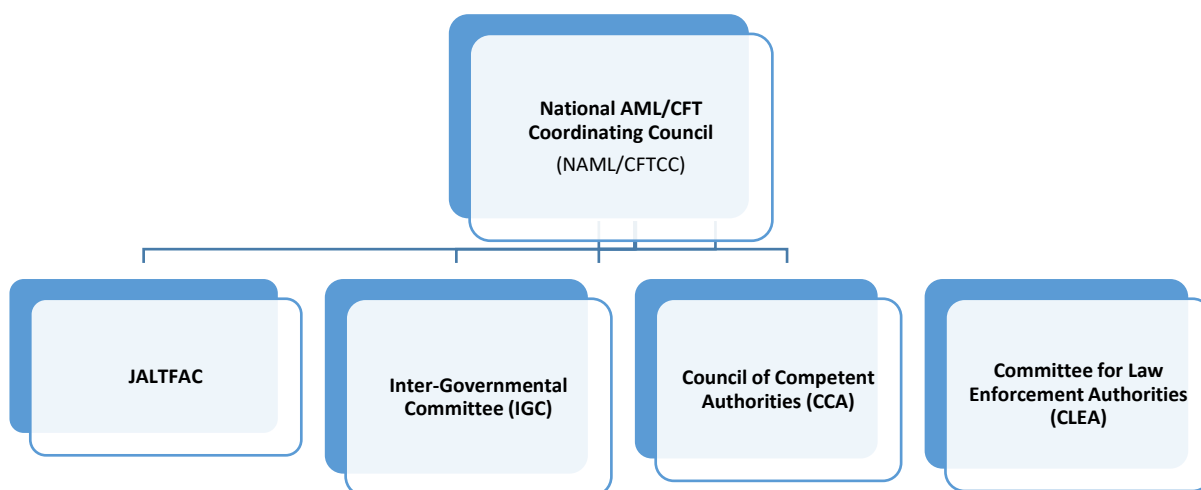 National AML/CFT
Coordinating Council
(NAML/CFTCC)
JALTFAC
Inter-Governmental
Committee (IGC)
Council of Competent
Authorities (CCA)
Committee for Law
Enforcement Authorities
(CLEA)